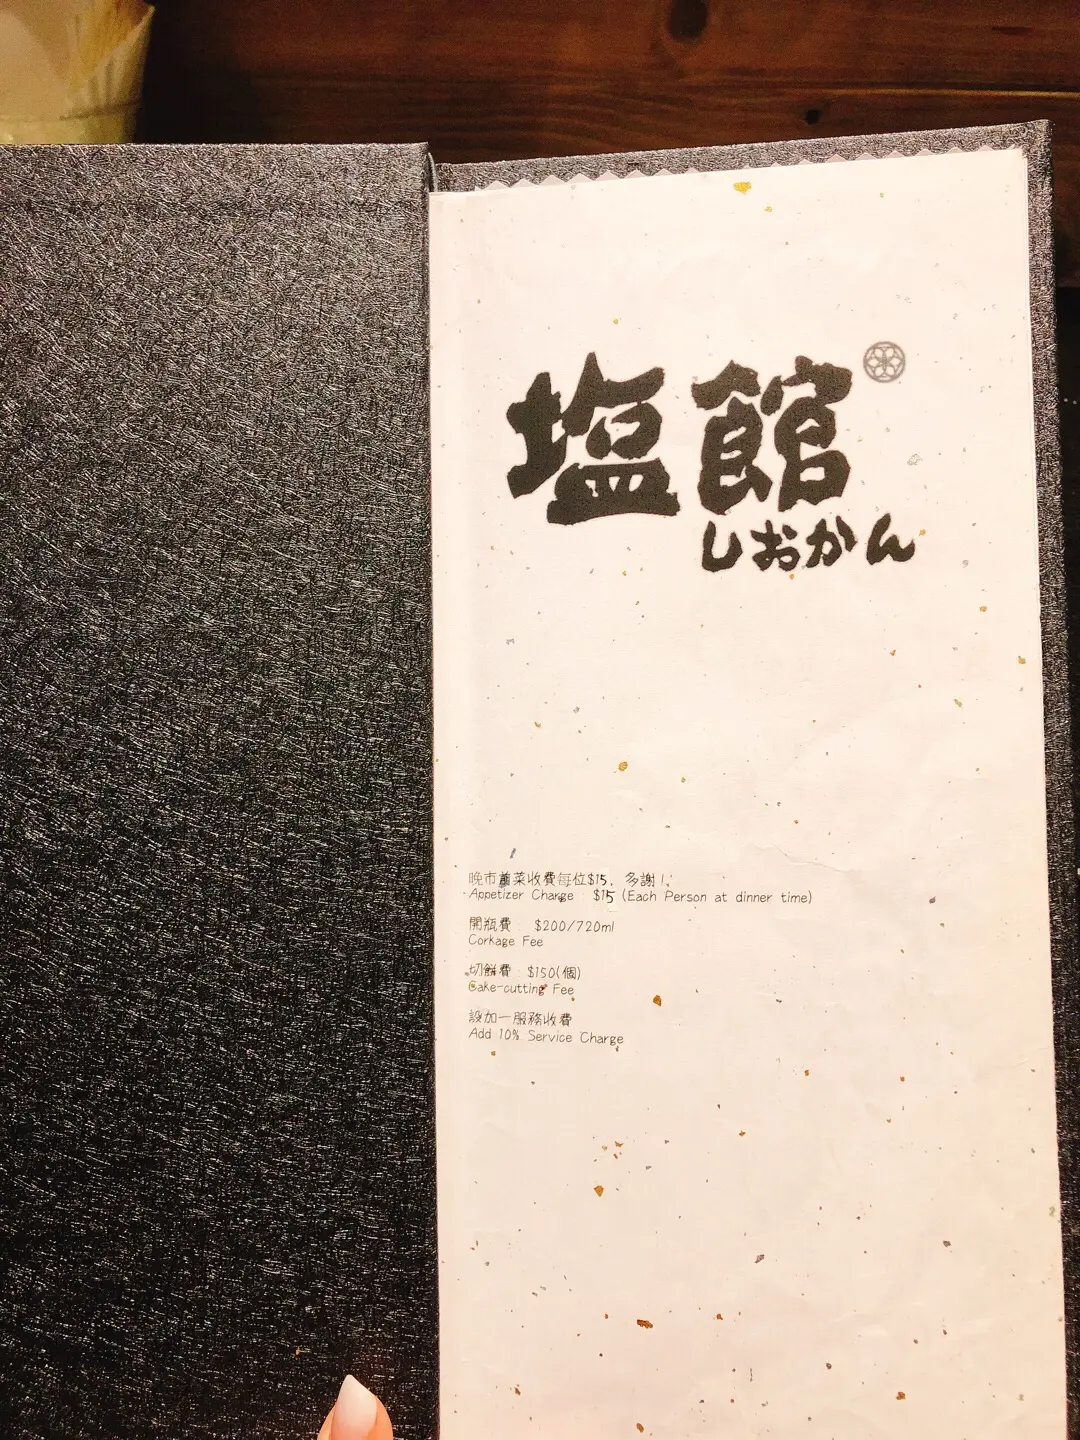 塩館
しおかん
晚市前菜收費每位$15, 多謝!
Appetizer Charge : $15 (Each Person at dinner time)
開瓶費: $200/720ml
Corkage Fee
切餅費: $150(個)
Cake-cutting Fee
設加一服務收費
Add 10% Service Charge